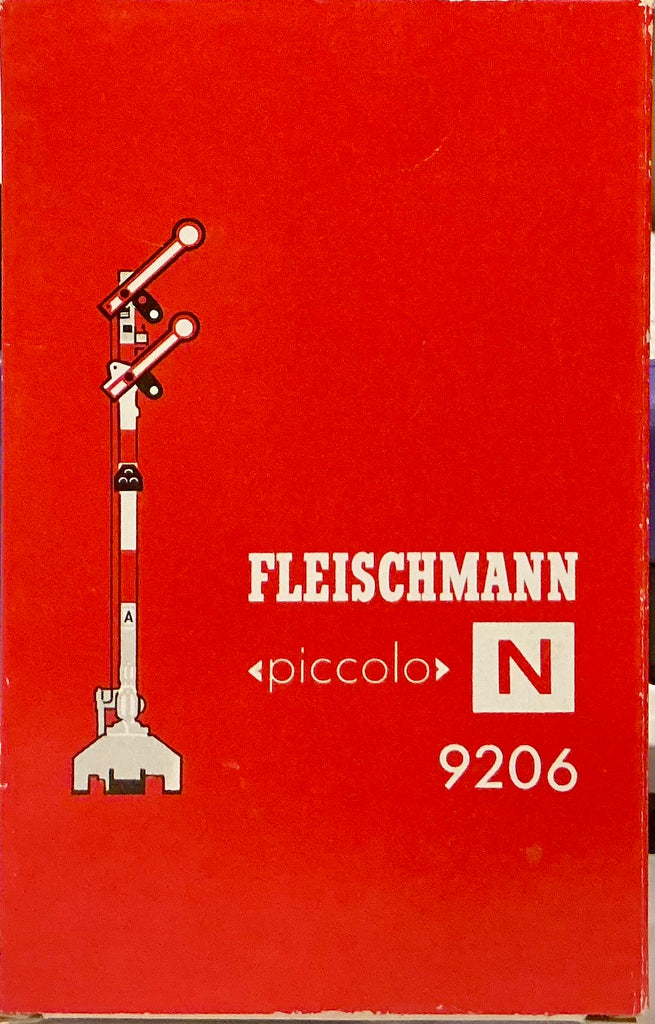 A
FLEISCHMANN
‹piccolo› N
9206